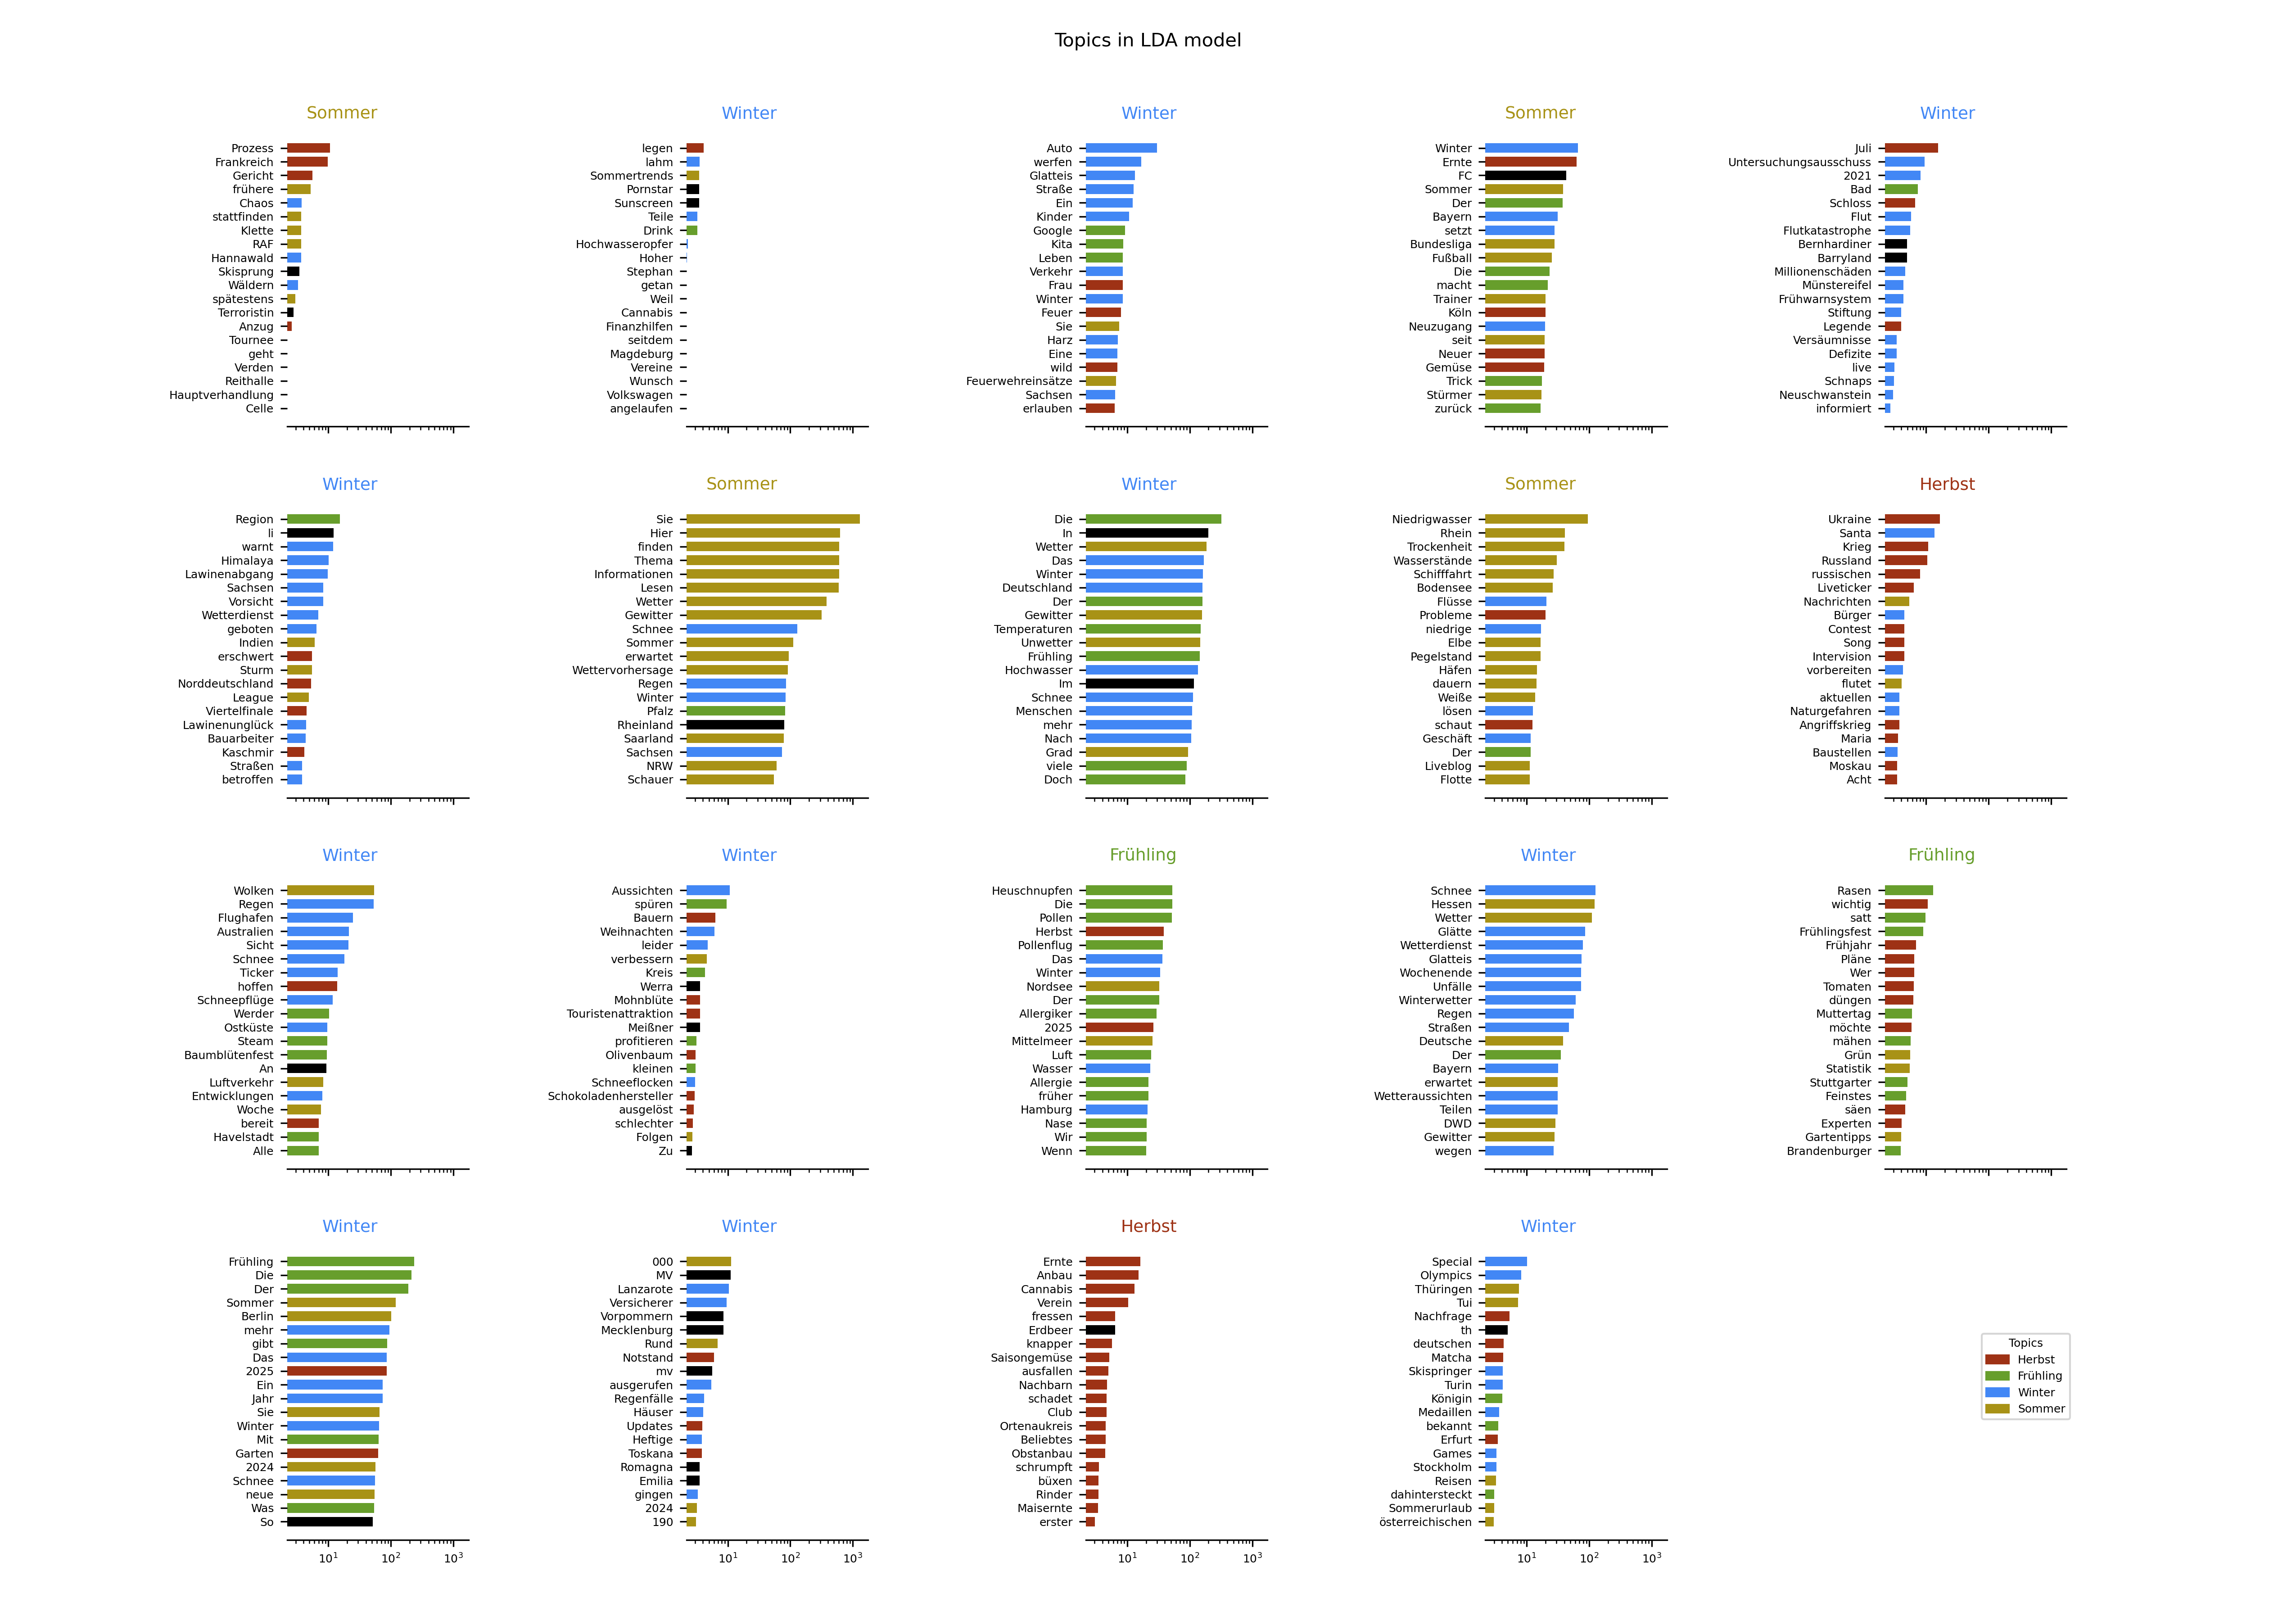 Topics in LDA model
Sommer
Prozess
Frankreich
Gericht
frühere
Chaos
stattfinden
Klette
RAF
Hannawald
Skisprung
Wäldern
spätestens
Terroristin
Anzug
Tournee
geht
Verden
Reithalle
Hauptverhandlung
Celle
Winter
legen
lahm
Sommertrends
Pornstar
Sunscreen
Teile
Drink
Hochwasseropfer
Hoher
Stephan
getan
Weil
Cannabis
Finanzhilfen
seitdem
Magdeburg
Vereine
Wunsch
Volkswagen
angelaufen
Winter
Auto
werfen
Glatteis
Straße
Ein
Kinder
Google
Kita
Leben
Verkehr
Frau
Winter
Feuer
Sie
Harz
Eine
wild
Feuerwehreinsätze
Sachsen
erlauben
Sommer
Winter
Ernte
FC
Sommer
Der
Bayern
setzt
Bundesliga
Fußball
Die
macht
Trainer
Köln
Neuzugang
seit
Neuer
Gemüse
Trick
Stürmer
zurück
Winter
Juli
Untersuchungsausschuss
2021
Bad
Schloss
Flut
Flutkatastrophe
Bernhardiner
Barryland
Millionenschäden
Münstereifel
Frühwarnsystem
Stiftung
Legende
Versäumnisse
Defizite
live
Schnaps
Neuschwanstein
informiert
Winter
Region
li
warnt
Himalaya
Lawinenabgang
Sachsen
Vorsicht
Wetterdienst
geboten
Indien
erschwert
Sturm
Norddeutschland
League
Viertelfinale
Lawinenunglück
Bauarbeiter
Kaschmir
Straßen
betroffen
Sommer
Sie
Hier
finden
Thema
Informationen
Lesen
Wetter
Gewitter
Schnee
Sommer
erwartet
Wettervorhersage
Regen
Winter
Pfalz
Rheinland
Saarland
Sachsen
NRW
Schauer
Winter
Die
In
Wetter
Das
Winter
Deutschland
Der
Gewitter
Temperaturen
Unwetter
Frühling
Hochwasser
Im
Schnee
Menschen
mehr
Nach
Grad
viele
Doch
Sommer
Niedrigwasser
Rhein
Trockenheit
Wasserstände
Schifffahrt
Bodensee
Flüsse
Probleme
niedrige
Elbe
Pegelstand
Häfen
dauern
Weiße
lösen
schaut
Geschäft
Der
Liveblog
Flotte
Herbst
Ukraine
Santa
Krieg
Russland
russischen
Liveticker
Nachrichten
Bürger
Contest
Song
Intervision
vorbereiten
flutet
aktuellen
Naturgefahren
Angriffskrieg
Maria
Baustellen
Moskau
Acht
Winter
Wolken
Regen
Flughafen
Australien
Sicht
Schnee
Ticker
hoffen
Schneepflüge
Werder
Ostküste
Steam
Baumblütenfest
An
Luftverkehr
Entwicklungen
Woche
bereit
Havelstadt
Alle
Winter
Aussichten
spüren
Bauern
Weihnachten
leider
verbessern
Kreis
Werra
Mohnblüte
Touristenattraktion
Meißner
profitieren
Olivenbaum
kleinen
Schneeflocken
Schokoladenhersteller
ausgelöst
schlechter
Folgen
Zu
Frühling
Heuschnupfen
Die
Pollen
Herbst
Pollenflug
Das
Winter
Nordsee
Der
Allergiker
2025
Mittelmeer
Luft
Wasser
Allergie
früher
Hamburg
Nase
Wir
Wenn
Winter
Schnee
Hessen
Wetter
Glätte
Wetterdienst
Glatteis
Wochenende
Unfälle
Winterwetter
Regen
Straßen
Deutsche
Der
Bayern
erwartet
Wetteraussichten
Teilen
DWD
Gewitter
wegen
Frühling
Rasen
wichtig
satt
Frühlingsfest
Frühjahr
Pläne
Wer
Tomaten
düngen
Muttertag
möchte
mähen
Grün
Statistik
Stuttgarter
Feinstes
säen
Experten
Gartentipps
Brandenburger
Winter
Frühling
Die
Der
Sommer
Berlin
mehr
gibt
Das
2025
Ein
Jahr
Sie
Winter
Mit
Garten
2024
Schnee
neue
Was
So
10¹ 10² 10³
Winter
000
MV
Lanzarote
Versicherer
Vorpommern
Mecklenburg
Rund
Notstand
mv
ausgerufen
Regenfälle
Häuser
Updates
Heftige
Toskana
Romagna
Emilia
gingen
2024
190
10¹ 10² 10³
Herbst
Ernte
Anbau
Cannabis
Verein
fressen
Erdbeer
knapper
Saisongemüse
ausfallen
Nachbarn
schadet
Club
Ortenaukreis
Beliebtes
Obstanbau
schrumpft
büxen
Rinder
Maisernte
erster
10¹ 10² 10³
Winter
Special
Olympics
Thüringen
Tui
Nachfrage
th
deutschen
Matcha
Skispringer
Turin
Königin
Medaillen
bekannt
Erfurt
Games
Stockholm
Reisen
dahintersteckt
Sommerurlaub
österreichischen
10¹ 10² 10³
Topics
Herbst
Frühling
Winter
Sommer